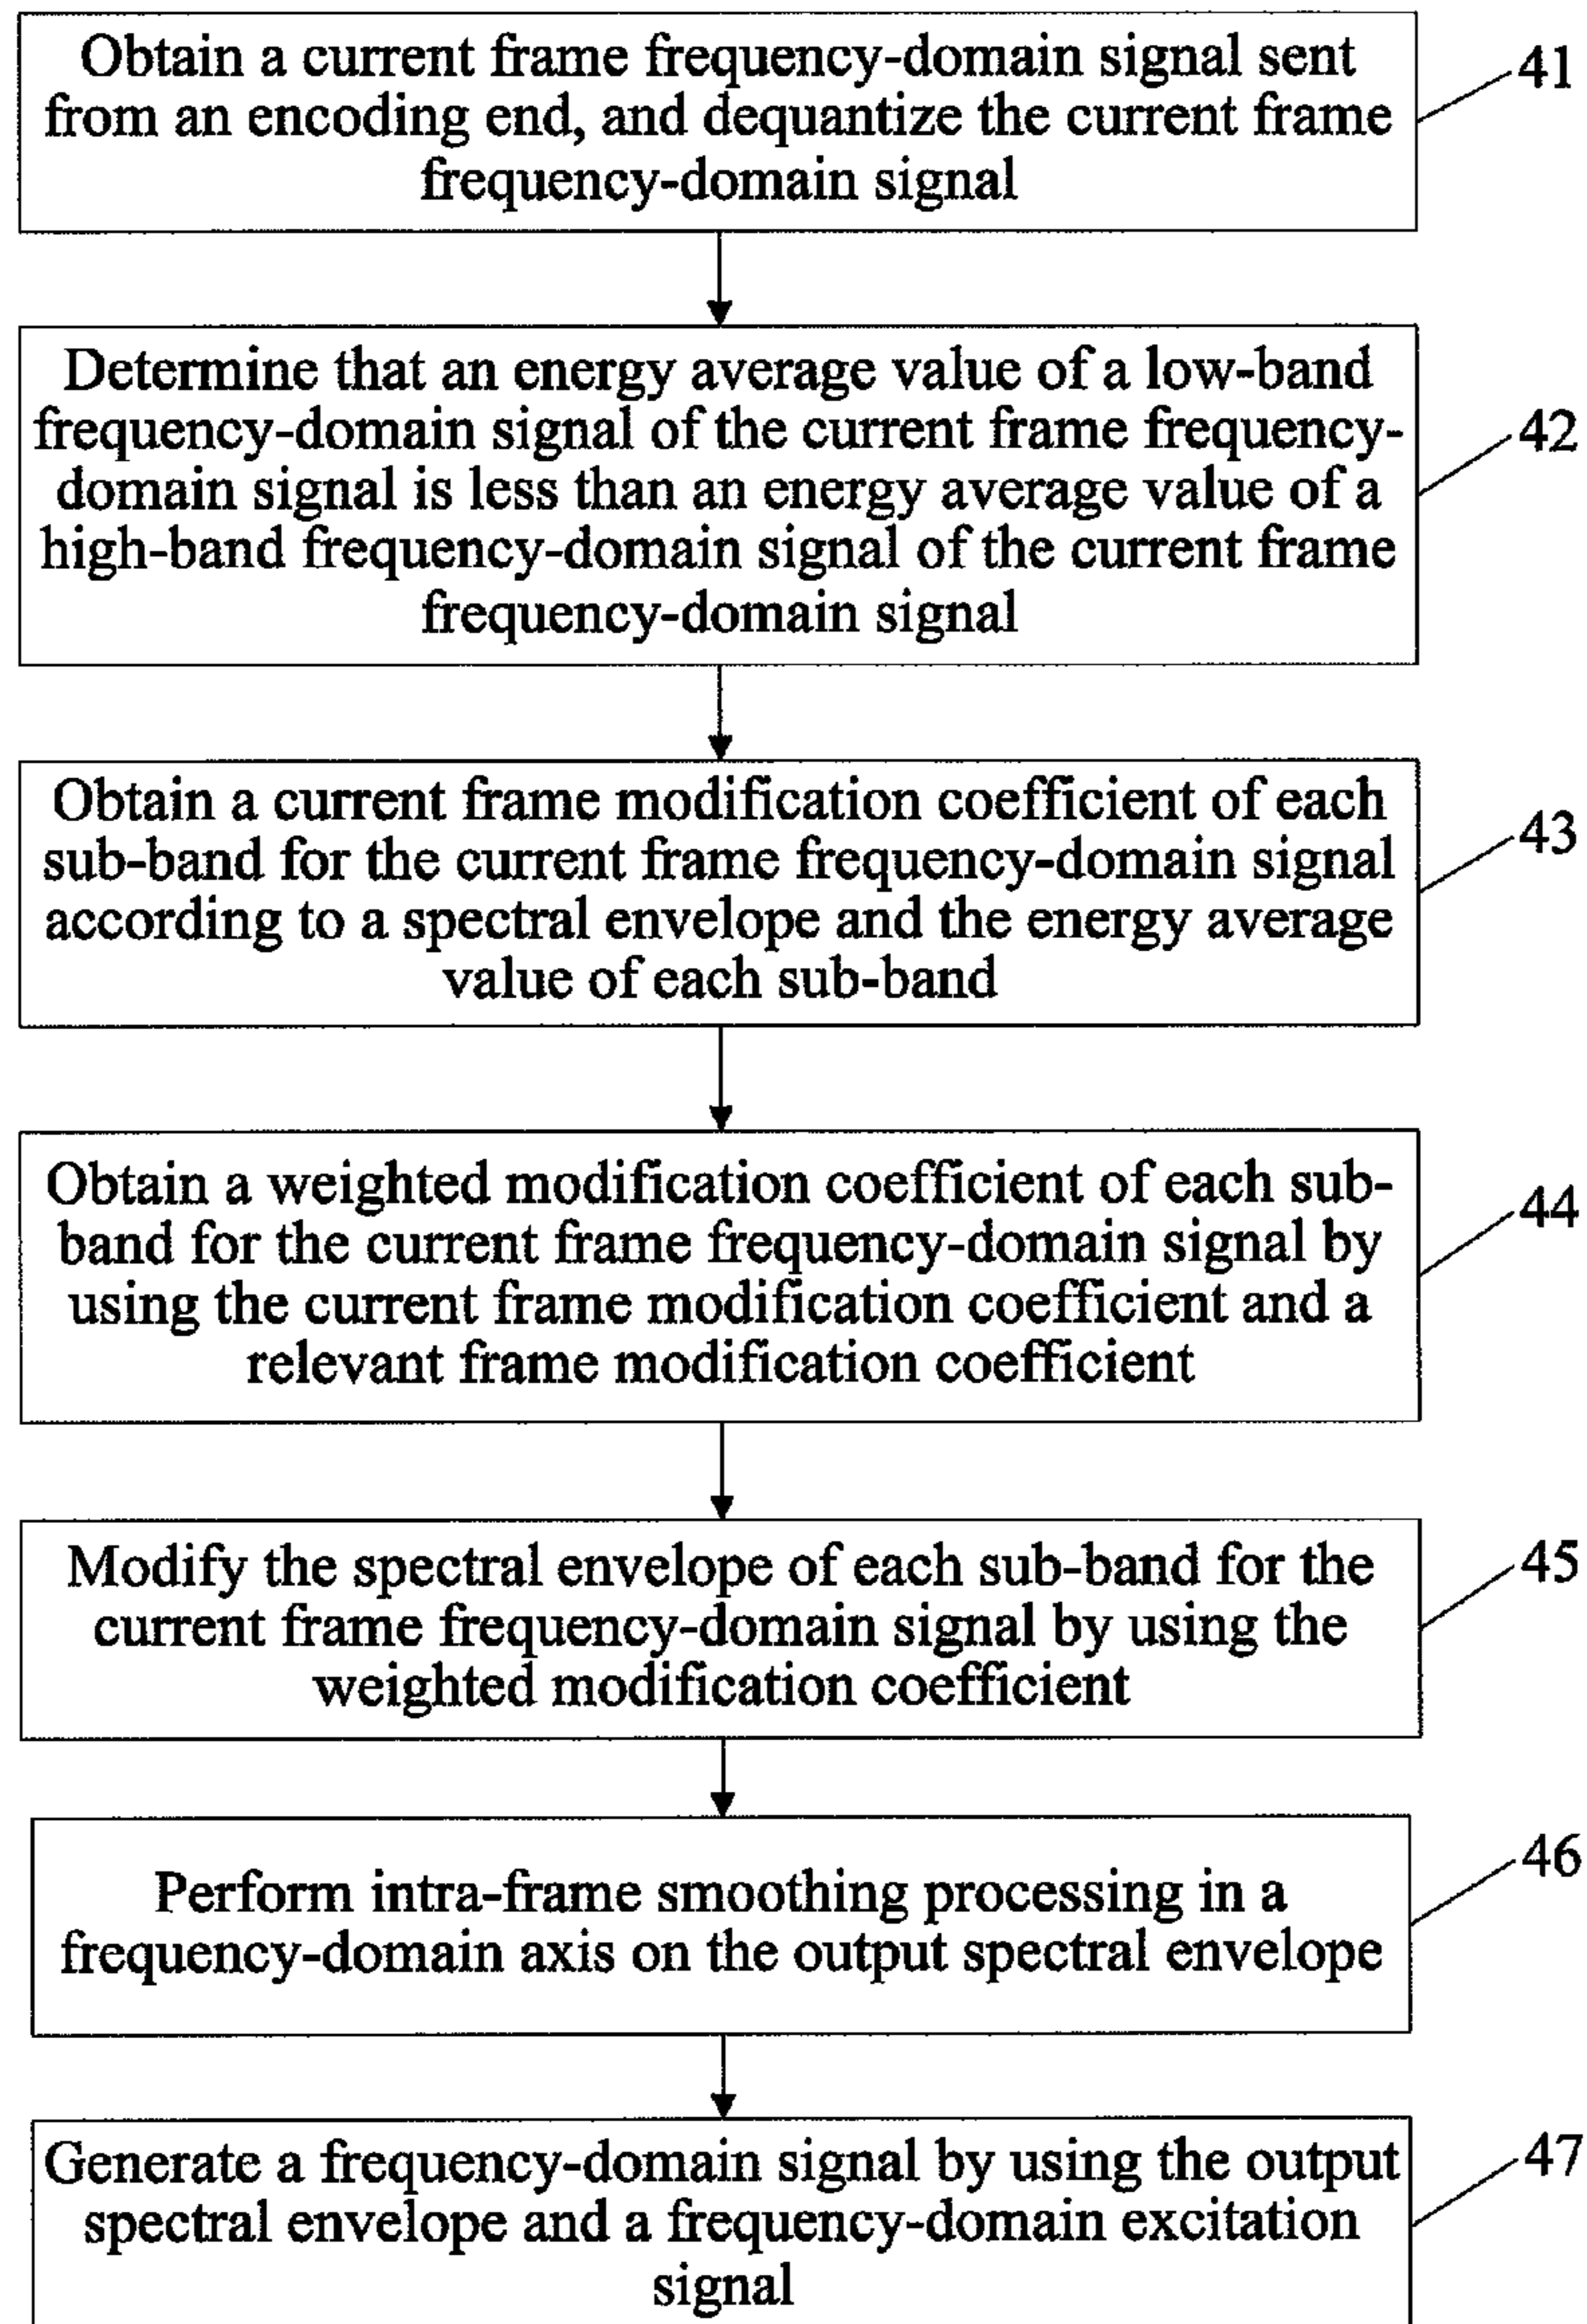 Obtain a current frame frequency-domain signal sent
from an encoding end, and dequantize the current frame
frequency-domain signal
41
Determine that an energy average value of a low-band
frequency-domain signal of the current frame frequency-
domain signal is less than an energy average value of a
high-band frequency-domain signal of the current frame
frequency-domain signal
42
Obtain a current frame modification coefficient of each
sub-band for the current frame frequency-domain signal
according to a spectral envelope and the energy average
value of each sub-band
43
Obtain a weighted modification coefficient of each sub-
band for the current frame frequency-domain signal by
using the current frame modification coefficient and a
relevant frame modification coefficient
44
Modify the spectral envelope of each sub-band for the
current frame frequency-domain signal by using the
weighted modification coefficient
45
Perform intra-frame smoothing processing in a
frequency-domain axis on the output spectral envelope
46
Generate a frequency-domain signal by using the output
spectral envelope and a frequency-domain excitation
signal
47